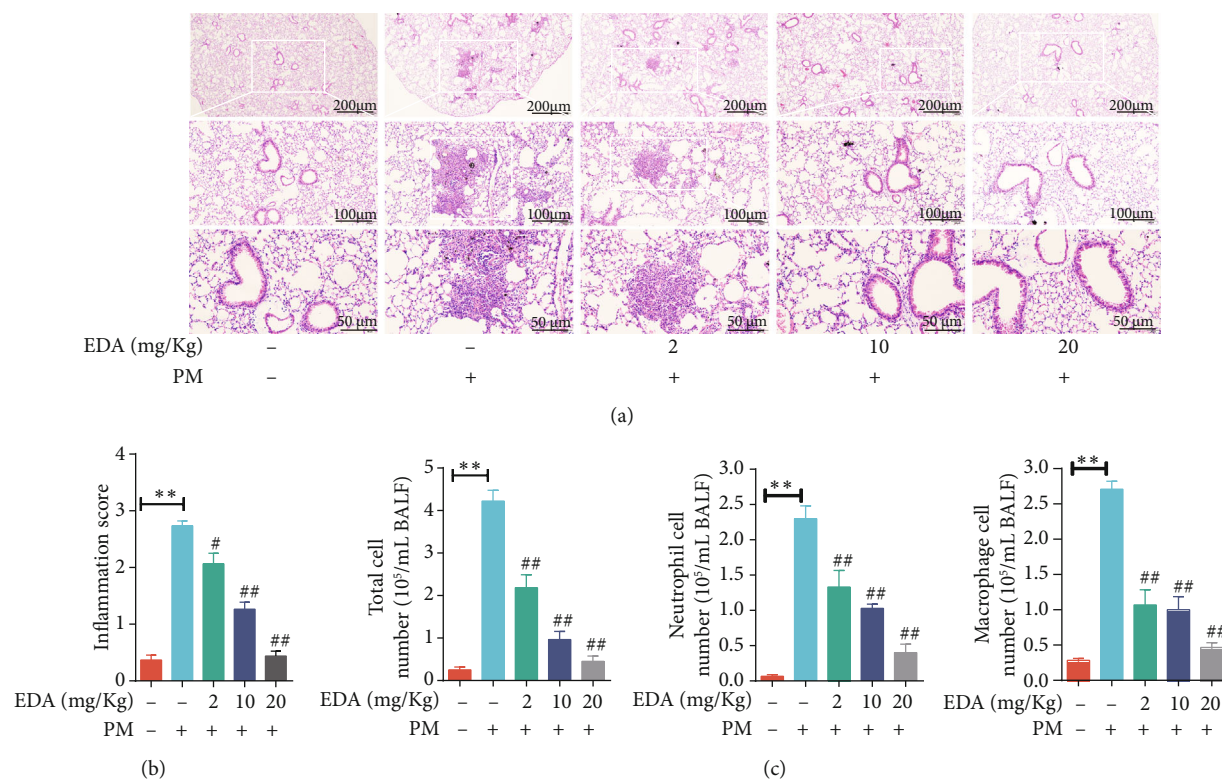 200μm 200μm 200μm 200μm 200μm
100μm 100μm 100μm 100μm 100μm
50 μm 50 μm 50 μm 50 μm 50 μm
EDA (mg/Kg) – – 2 10 20
PM – + + + +
(a)
Inflammation score
4
3
2
1
0
**
#
##
##
EDA (mg/Kg) – – 2 10 20
PM – + + + +
(b)
Total cell
number (10⁵/mL BALF)
5
4
3
2
1
0
**
##
##
##
EDA (mg/Kg) – – 2 10 20
PM – + + + +
Neutrophil cell
number (10⁵/mL BALF)
3.0
2.5
2.0
1.5
1.0
0.5
0.0
**
##
##
##
EDA (mg/Kg) – – 2 10 20
PM – + + + +
(c)
Macrophage cell
number (10⁵/mL BALF)
3.0
2.5
2.0
1.5
1.0
0.5
0.0
**
##
##
##
EDA (mg/Kg) – – 2 10 20
PM – + + + +